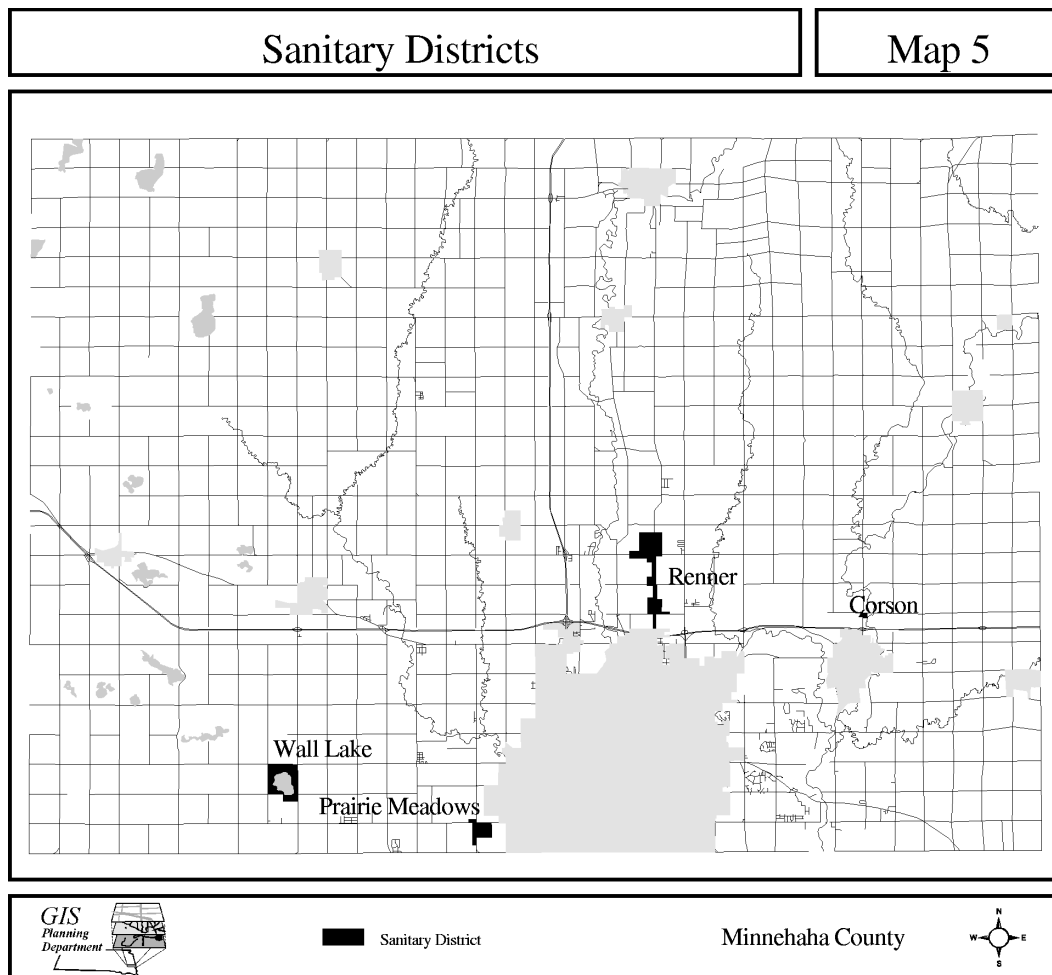 Sanitary Districts
Map 5
Renner
Corson
Wall Lake
Prairie Meadows
GIS
Planning
Department
Sanitary District
Minnehaha County
N
W E
S